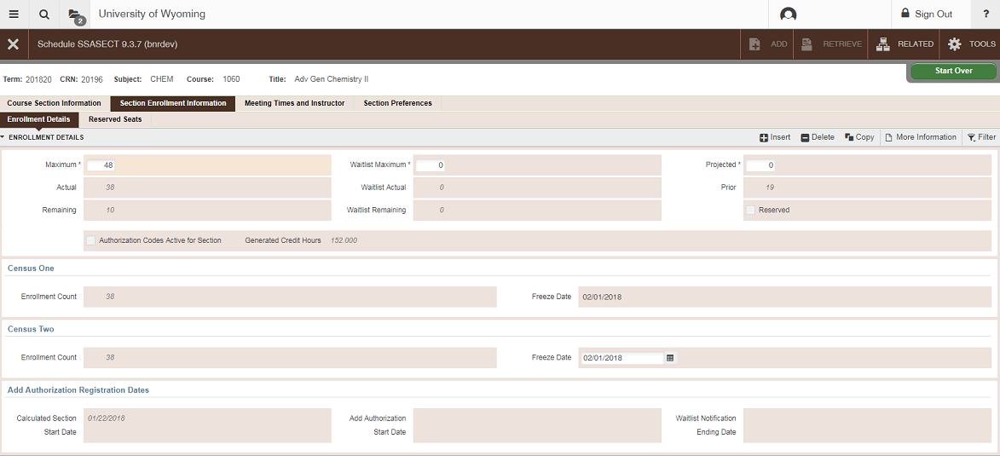 2 University of Wyoming Sign Out ?
Schedule SSASECT 9.3.7 (bnrdev) ADD RETRIEVE RELATED TOOLS
Start Over
Term: 201820 CRN: 20196 Subject: CHEM Course: 1060 Title: Adv Gen Chemistry II
Course Section Information Section Enrollment Information Meeting Times and Instructor Section Preferences
Enrollment Details Reserved Seats
ENROLLMENT DETAILS Insert Delete Copy More Information Filter
Maximum * 48 Waitlist Maximum * 0 Projected * 0
Actual 38 Waitlist Actual 0 Prior 19
Remaining 10 Waitlist Remaining 0 Reserved
Authorization Codes Active for Section Generated Credit Hours 152.000
Census One
Enrollment Count 38 Freeze Date 02/01/2018
Census Two
Enrollment Count 38 Freeze Date 02/01/2018
Add Authorization Registration Dates
Calculated Section 01/22/2018 Add Authorization Waitlist Notification
Start Date Start Date Ending Date